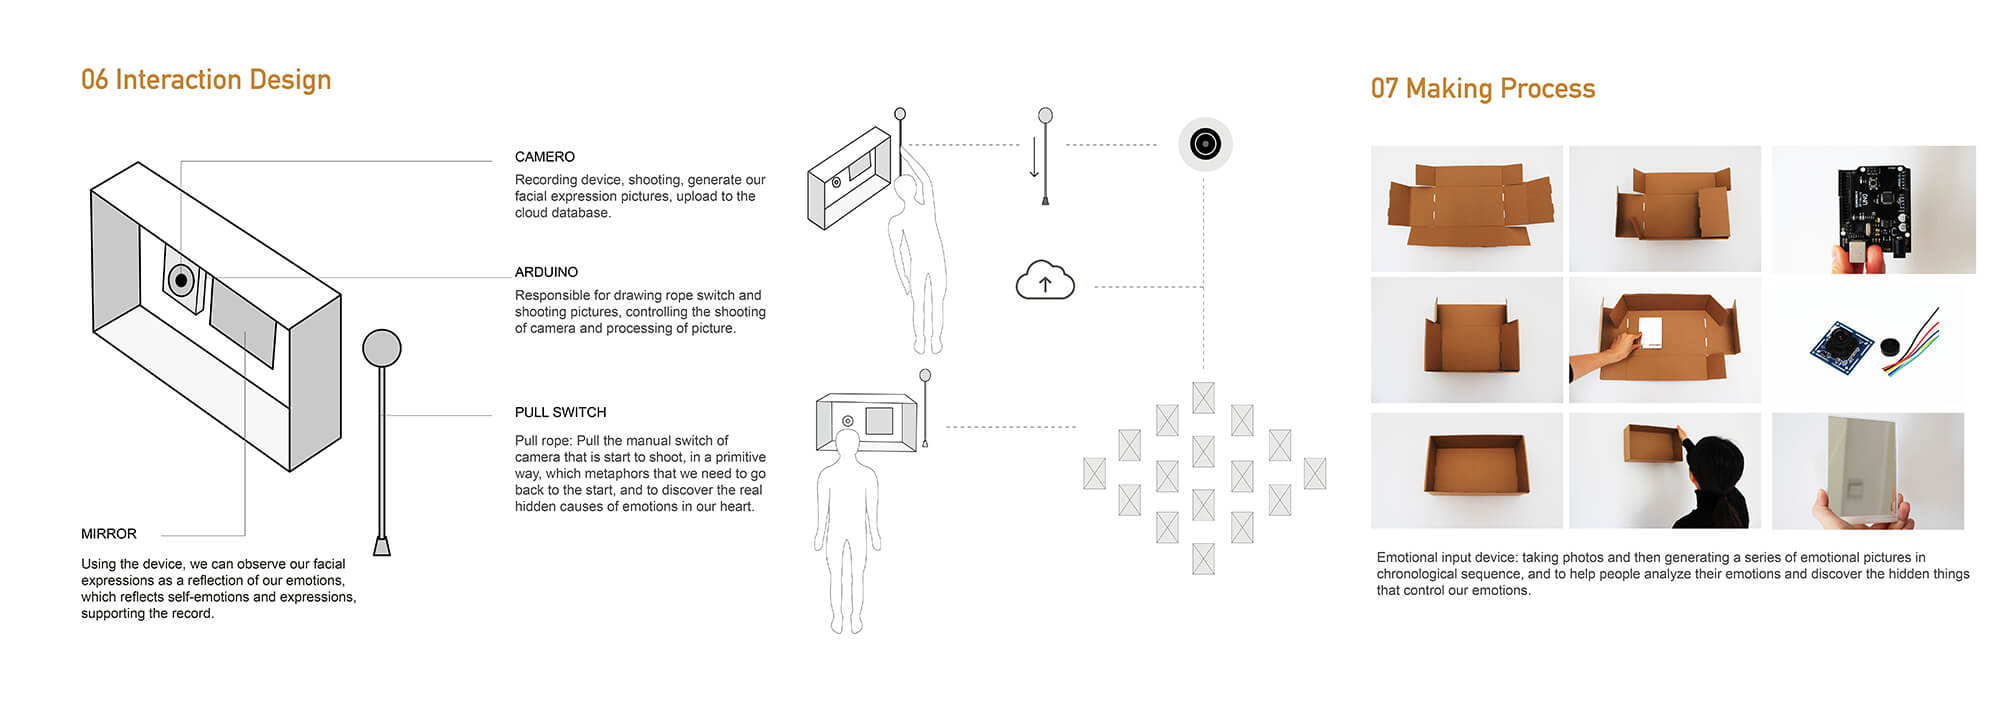 06 Interaction Design
CAMERO
Recording device, shooting, generate our
facial expression pictures, upload to the
cloud database.
ARDUINO
Responsible for drawing rope switch and
shooting pictures, controlling the shooting
of camera and processing of picture.
PULL SWITCH
Pull rope: Pull the manual switch of
camera that is start to shoot, in a primitive
way, which metaphors that we need to go
back to the start, and to discover the real
hidden causes of emotions in our heart.
MIRROR
Using the device, we can observe our facial
expressions as a reflection of our emotions,
which reflects self-emotions and expressions,
supporting the record.
07 Making Process
UNO
Emotional input device: taking photos and then generating a series of emotional pictures in
chronological sequence, and to help people analyze their emotions and discover the hidden things
that control our emotions.